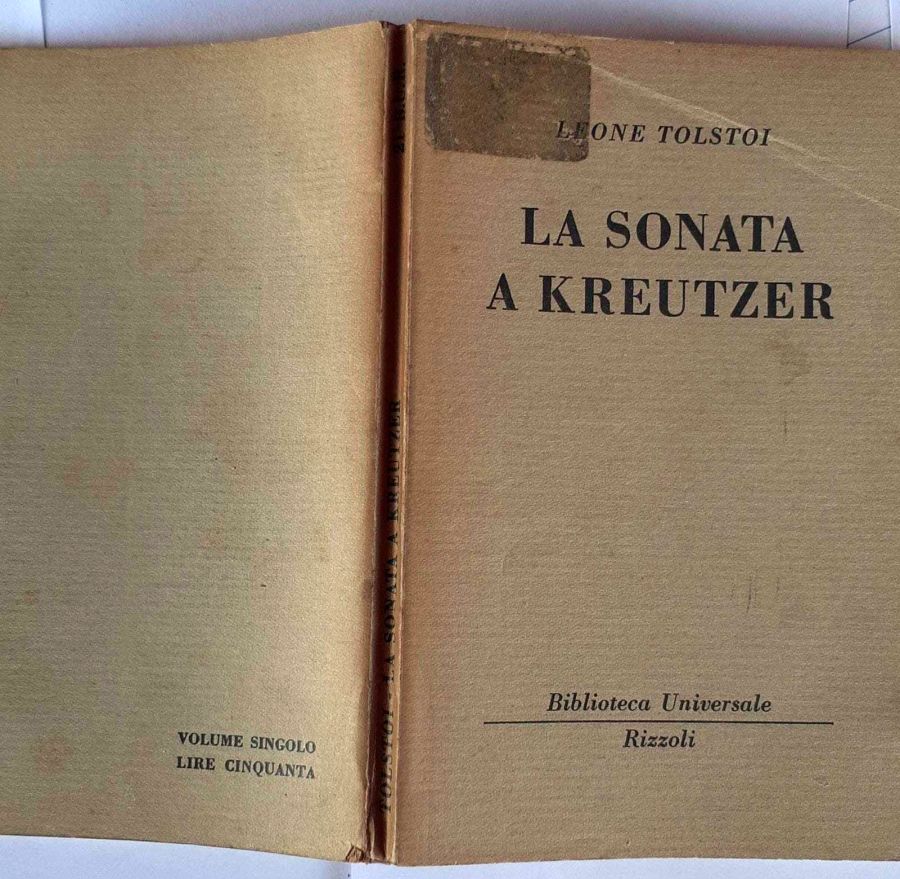 LEONE TOLSTOI
LA SONATA
A KREUTZER
Biblioteca Universale
Rizzoli
TOLSTOI LA SONATA A KREUTZER
VOLUME SINGOLO
LIRE CINQUANTA